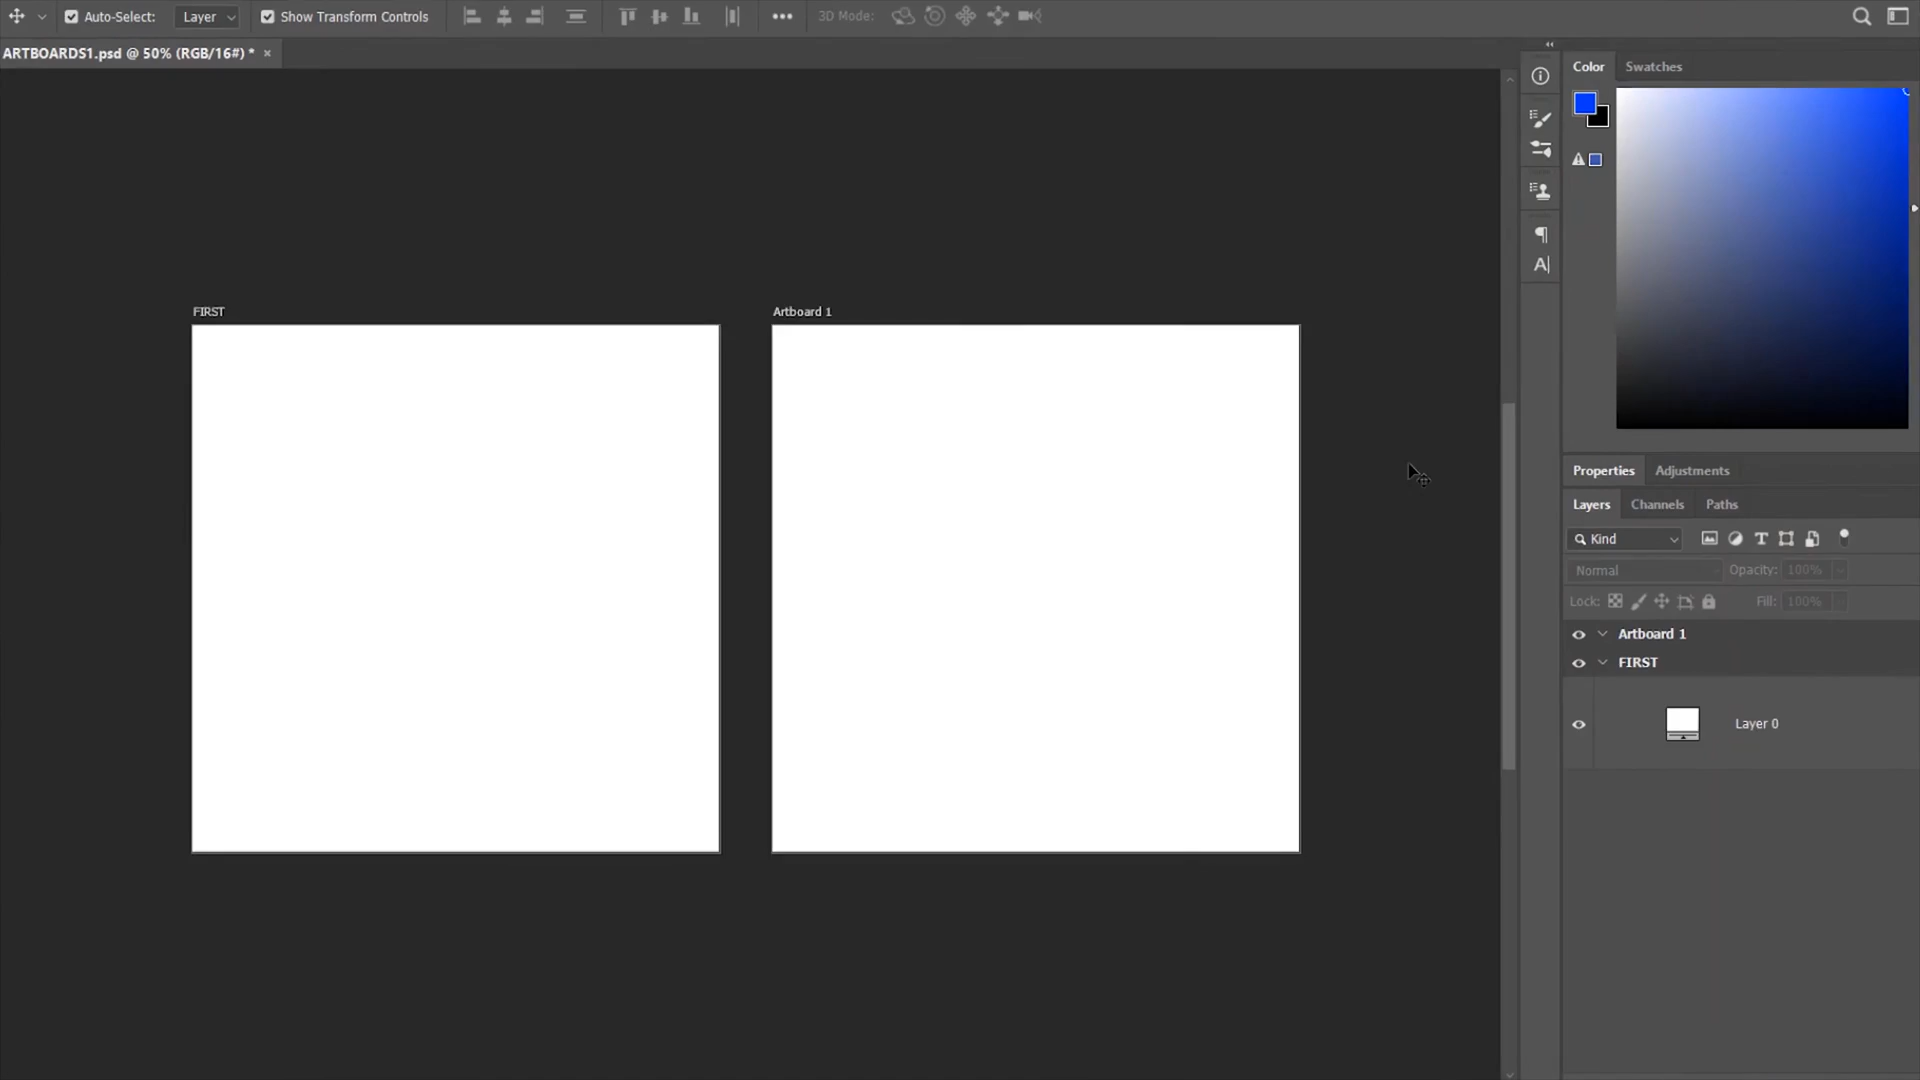 Auto-Select: Layer Show Transform Controls 3D Mode:
ARTBOARDS1.psd @ 50% (RGB/16#) * ×
Color Swatches
FIRST
Artboard 1
Properties Adjustments
Layers Channels Paths
Kind
Normal Opacity: 100%
Lock: Fill: 100%
Artboard 1
FIRST
Layer 0